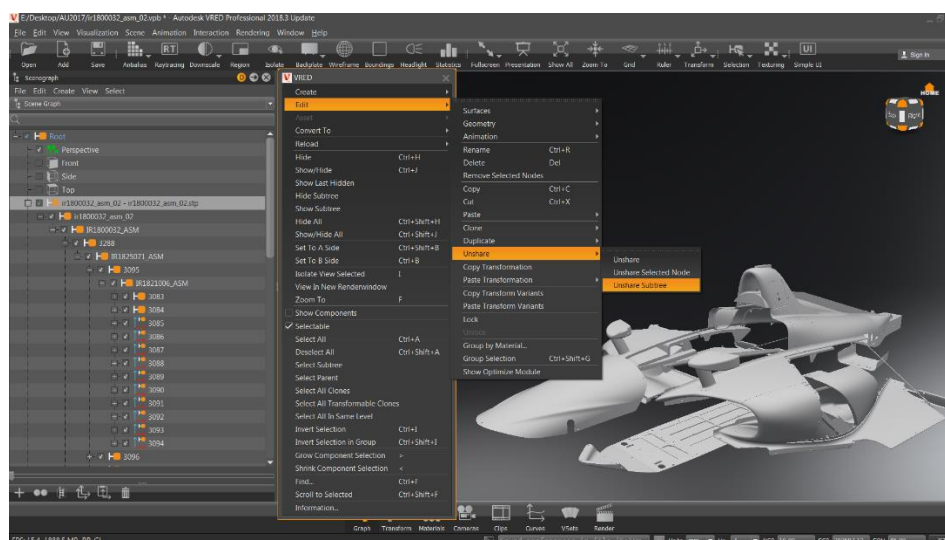 E:/Desktop/AU2017/ir1800032_asm_02.vpb * - Autodesk VRED Professional 2018.3 Update
File Edit View Visualization Scene Animation Interaction Rendering Window Help
RT
UI
Sign In
Open Add Save Antialias Raytracing Downscale Region Isolate Backplate Wireframe Boundings Headlight Statistics Fullscreen Presentation Show All Zoom To Grid Ruler Transform Selection Texturing Simple UI
Scenegraph
File Edit Create View Select
Scene Graph
Root
Perspective
Front
Side
Top
ir1800032_asm_02 - ir1800032_asm_02.stp
ir1800032_asm_02
IR1800032_ASM
3288
IR1825071_ASM
3095
IR1821006_ASM
3083
3084
3085
3086
3087
3088
3089
3090
3091
3092
3093
3094
3096
VRED
Create
Edit
Asset
Convert To
Reload
Hide Ctrl+H
Show/Hide Ctrl+J
Show Last Hidden
Hide Subtree
Show Subtree
Hide All Ctrl+Shift+H
Show/Hide All Ctrl+Shift+J
Set To A Side Ctrl+Shift+B
Set To B Side Ctrl+B
Isolate View Selected I
View In New Renderwindow
Zoom To F
Show Components
Selectable
Select All Ctrl+A
Deselect All Ctrl+Shift+A
Select Subtree
Select Parent
Select All Clones
Select All Transformable Clones
Select All In Same Level
Invert Selection Ctrl+I
Invert Selection in Group Ctrl+Shift+I
Grow Component Selection >
Shrink Component Selection <
Find... Ctrl+F
Scroll to Selected Ctrl+Shift+F
Information...
Surfaces
Geometry
Animation
Rename Ctrl+R
Delete Del
Remove Selected Nodes
Copy Ctrl+C
Cut Ctrl+X
Paste
Clone
Duplicate
Unshare
Copy Transformation
Paste Transformation
Copy Transform Variants
Paste Transform Variants
Lock
Unlock
Group by Material...
Group Selection Ctrl+Shift+G
Show Optimize Module
Unshare
Unshare Selected Node
Unshare Subtree
HOME
Right
Graph Transform Materials Cameras Clips Curves VSets Render